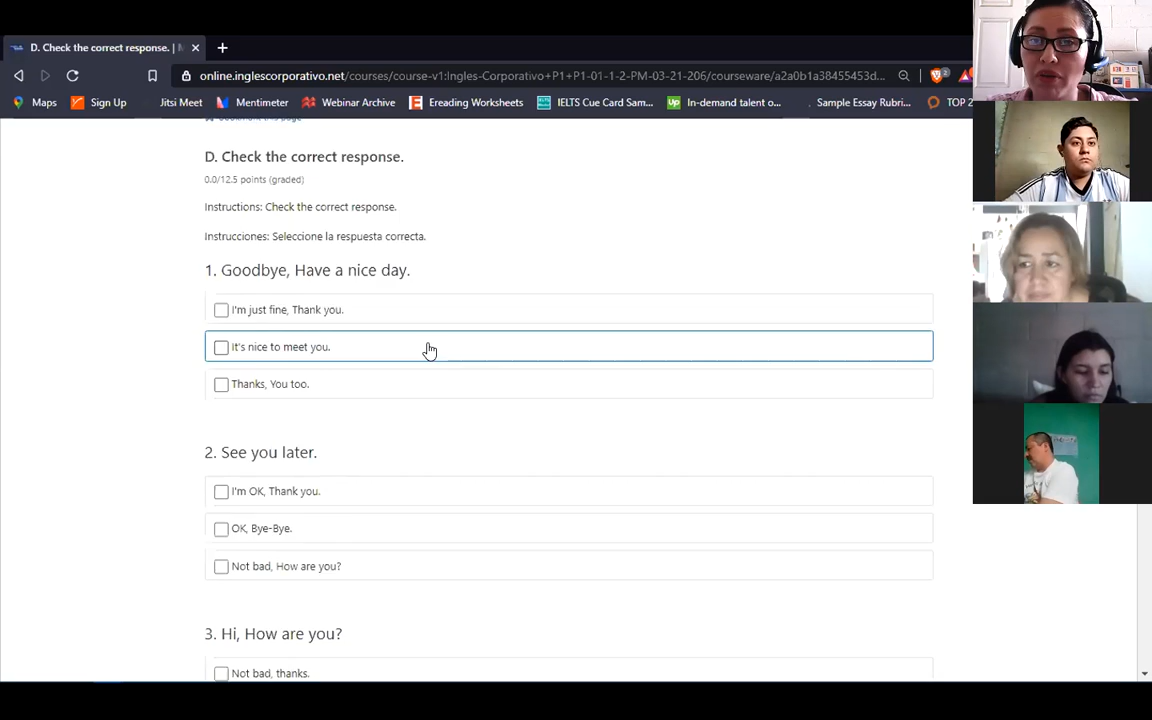 D. Check the correct response. |
online.inglescorporativo.net/courses/course-v1:Ingles-Corporativo+P1+P1-01-1-2-PM-03-21-206/courseware/a2a0b1a38455453d...
2
Maps
Sign Up
Jitsi Meet
Mentimeter
Webinar Archive
Ereading Worksheets
IELTS Cue Card Sam...
In-demand talent o...
Sample Essay Rubri...
TOP 2
D. Check the correct response.
0.0/12.5 points (graded)
Instructions: Check the correct response.
Instrucciones: Seleccione la respuesta correcta.
1. Goodbye, Have a nice day.
I'm just fine, Thank you.
It's nice to meet you.
Thanks, You too.
2. See you later.
I'm OK, Thank you.
OK, Bye-Bye.
Not bad, How are you?
3. Hi, How are you?
Not bad, thanks.